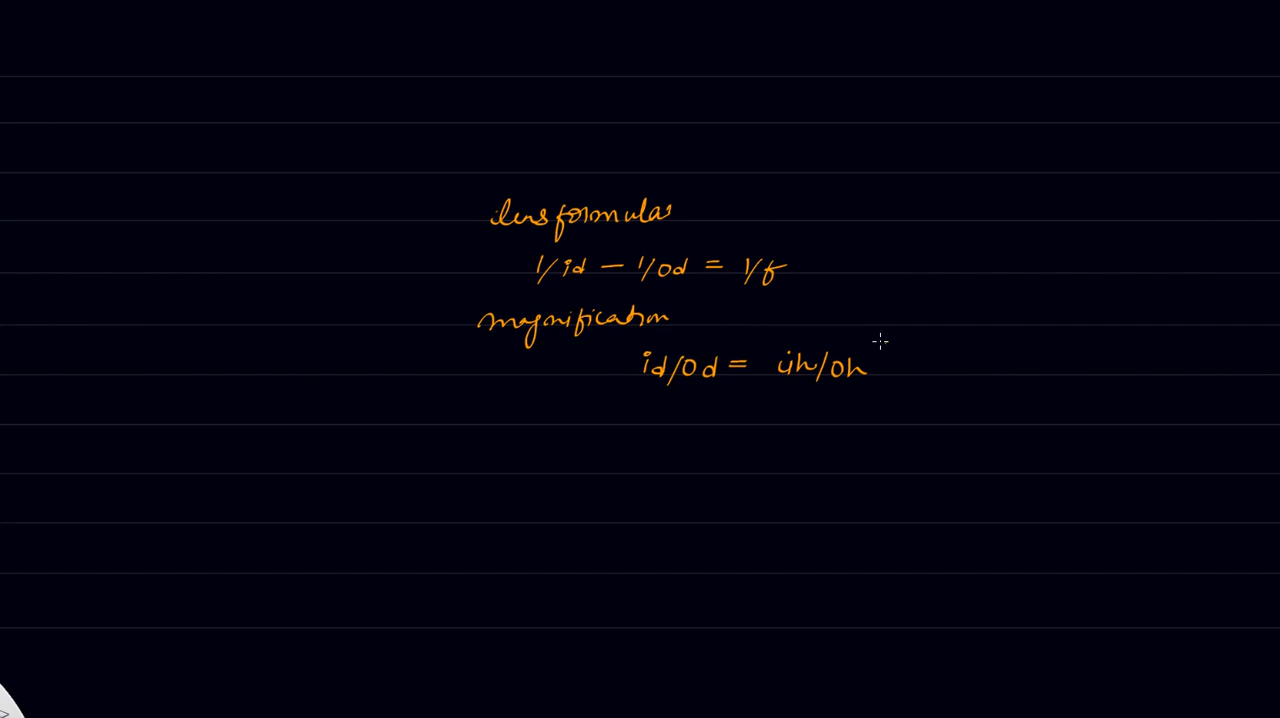 lens formulas
1/id - 1/od = 1/f
magnification
id/od = ih/oh